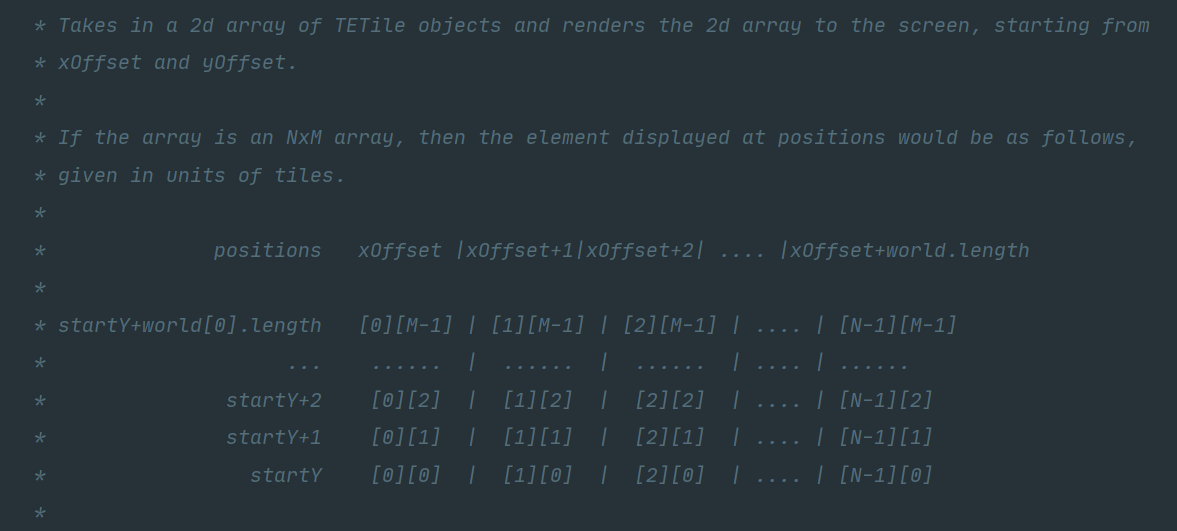 * Takes in a 2d array of TETile objects and renders the 2d array to the screen, starting from
* xOffset and yOffset.
*
* If the array is an NxM array, then the element displayed at positions would be as follows,
* given in units of tiles.
*
*              positions   xOffset |xOffset+1|xOffset+2| .... |xOffset+world.length
*
* startY+world[0].length   [0][M-1] | [1][M-1] | [2][M-1] | .... | [N-1][M-1]
*                    ...    ......  |  ......  |  ......  | .... | ......
*               startY+2    [0][2]  |  [1][2]  |  [2][2]  | .... | [N-1][2]
*               startY+1    [0][1]  |  [1][1]  |  [2][1]  | .... | [N-1][1]
*                 startY    [0][0]  |  [1][0]  |  [2][0]  | .... | [N-1][0]
*